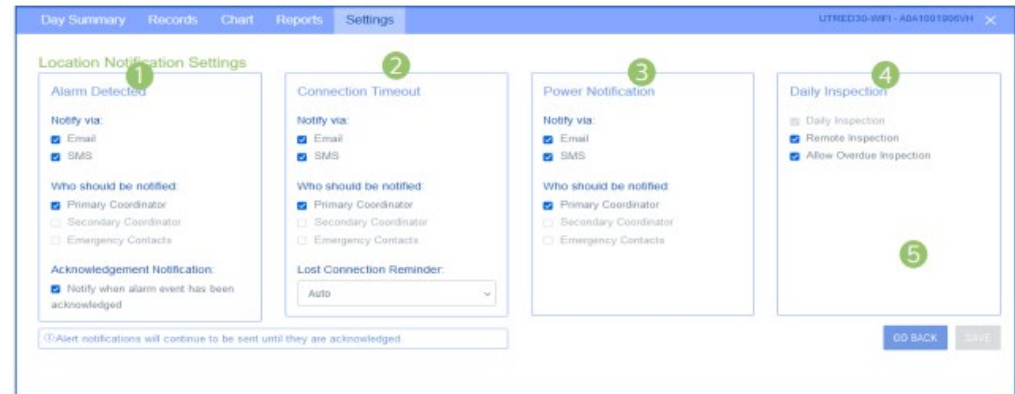 Day Summary Records Chart Reports Settings UTRED30-WIFI - A0A1001906VH ×
Location Notification Settings
1
Alarm Detected
Notify via:
Email
SMS
Who should be notified:
Primary Coordinator
Secondary Coordinator
Emergency Contacts
Acknowledgement Notification:
Notify when alarm event has been
acknowledged
2
Connection Timeout
Notify via:
Email
SMS
Who should be notified:
Primary Coordinator
Secondary Coordinator
Emergency Contacts
Lost Connection Reminder:
Auto
3
Power Notification
Notify via:
Email
SMS
Who should be notified:
Primary Coordinator
Secondary Coordinator
Emergency Contacts
4
Daily Inspection
Daily Inspection
Remote Inspection
Allow Overdue Inspection
5
Alert notifications will continue to be sent until they are acknowledged
GO BACK SAVE